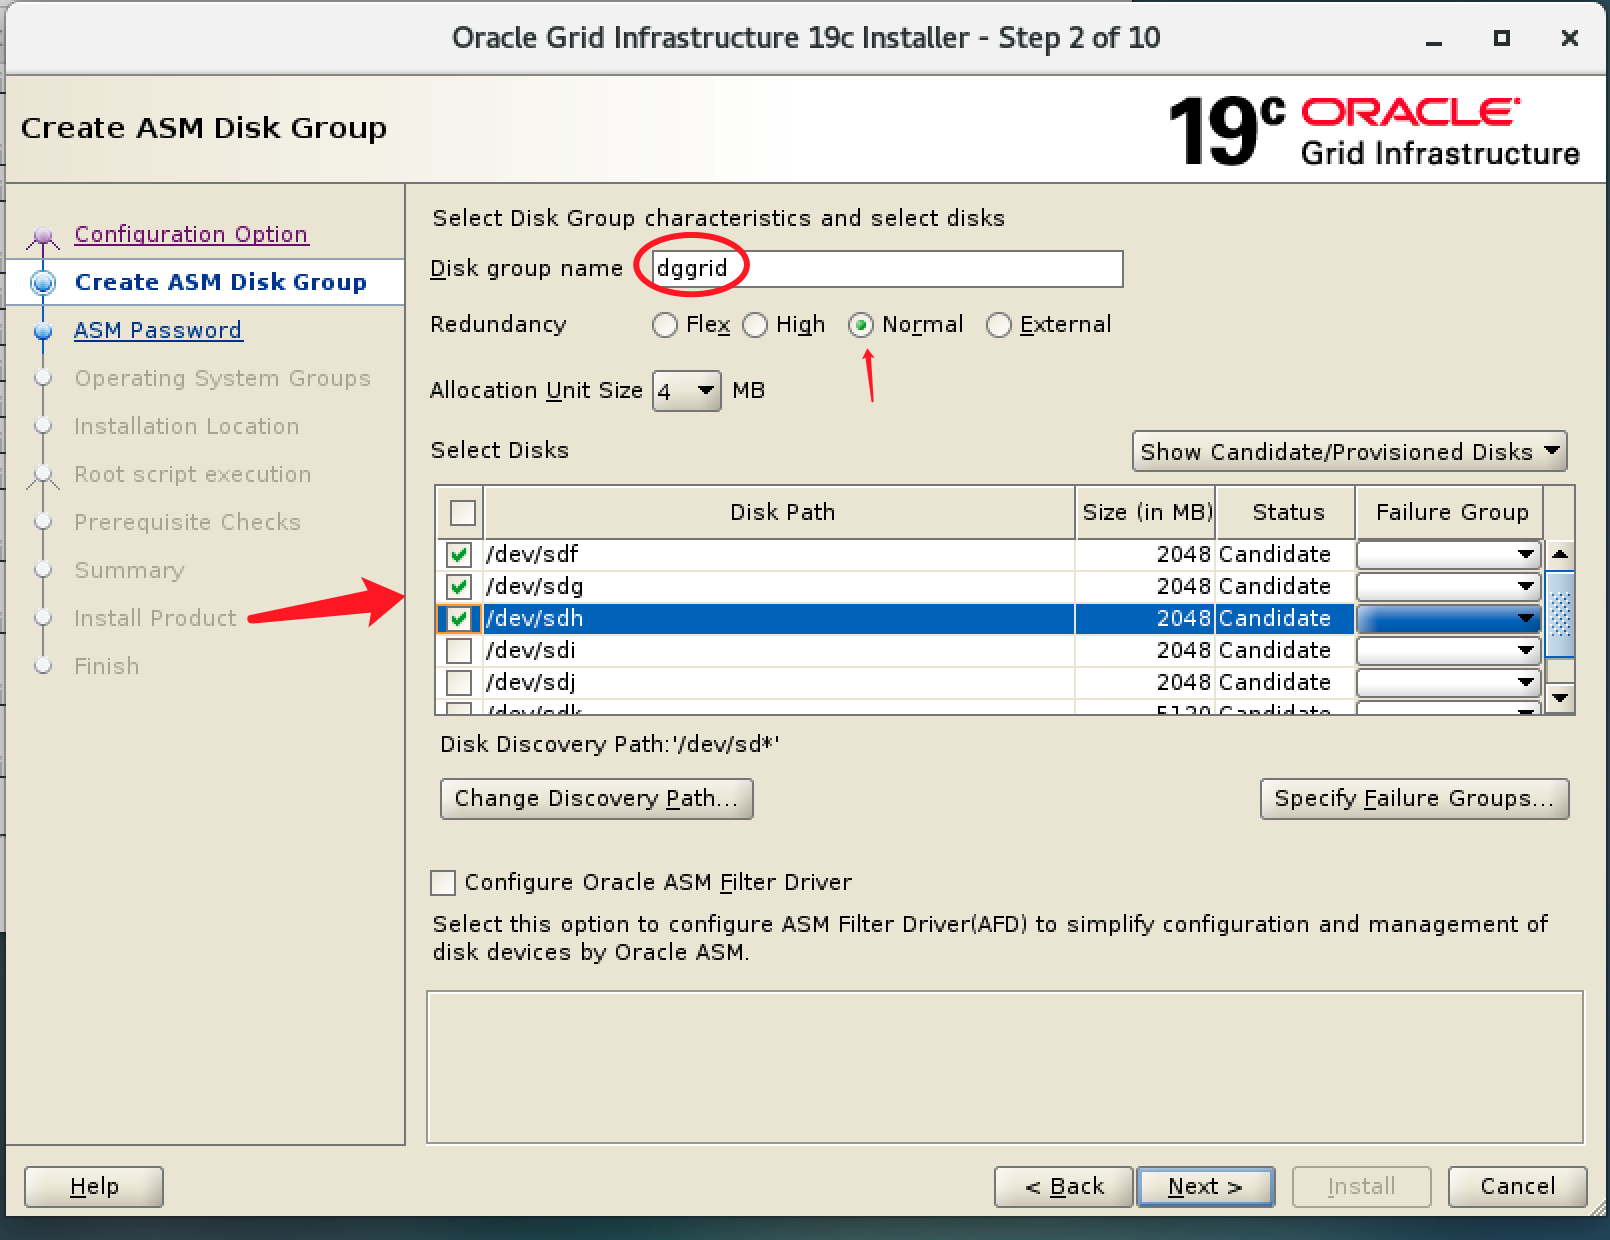 Oracle Grid Infrastructure 19c Installer - Step 2 of 10
Create ASM Disk Group
19c ORACLE
Grid Infrastructure
Configuration Option
Create ASM Disk Group
ASM Password
Operating System Groups
Installation Location
Root script execution
Prerequisite Checks
Summary
Install Product
Finish
Select Disk Group characteristics and select disks
Disk group name dggrid
Redundancy Flex High Normal External
Allocation Unit Size 4 MB
Select Disks Show Candidate/Provisioned Disks
Disk Path Size (in MB) Status Failure Group
/dev/sdf 2048 Candidate
/dev/sdg 2048 Candidate
/dev/sdh 2048 Candidate
/dev/sdi 2048 Candidate
/dev/sdj 2048 Candidate
/dev/sdk 5120 Candidate
Disk Discovery Path:'/dev/sd*'
Change Discovery Path... Specify Failure Groups...
Configure Oracle ASM Filter Driver
Select this option to configure ASM Filter Driver(AFD) to simplify configuration and management of
disk devices by Oracle ASM.
Help < Back Next > Install Cancel